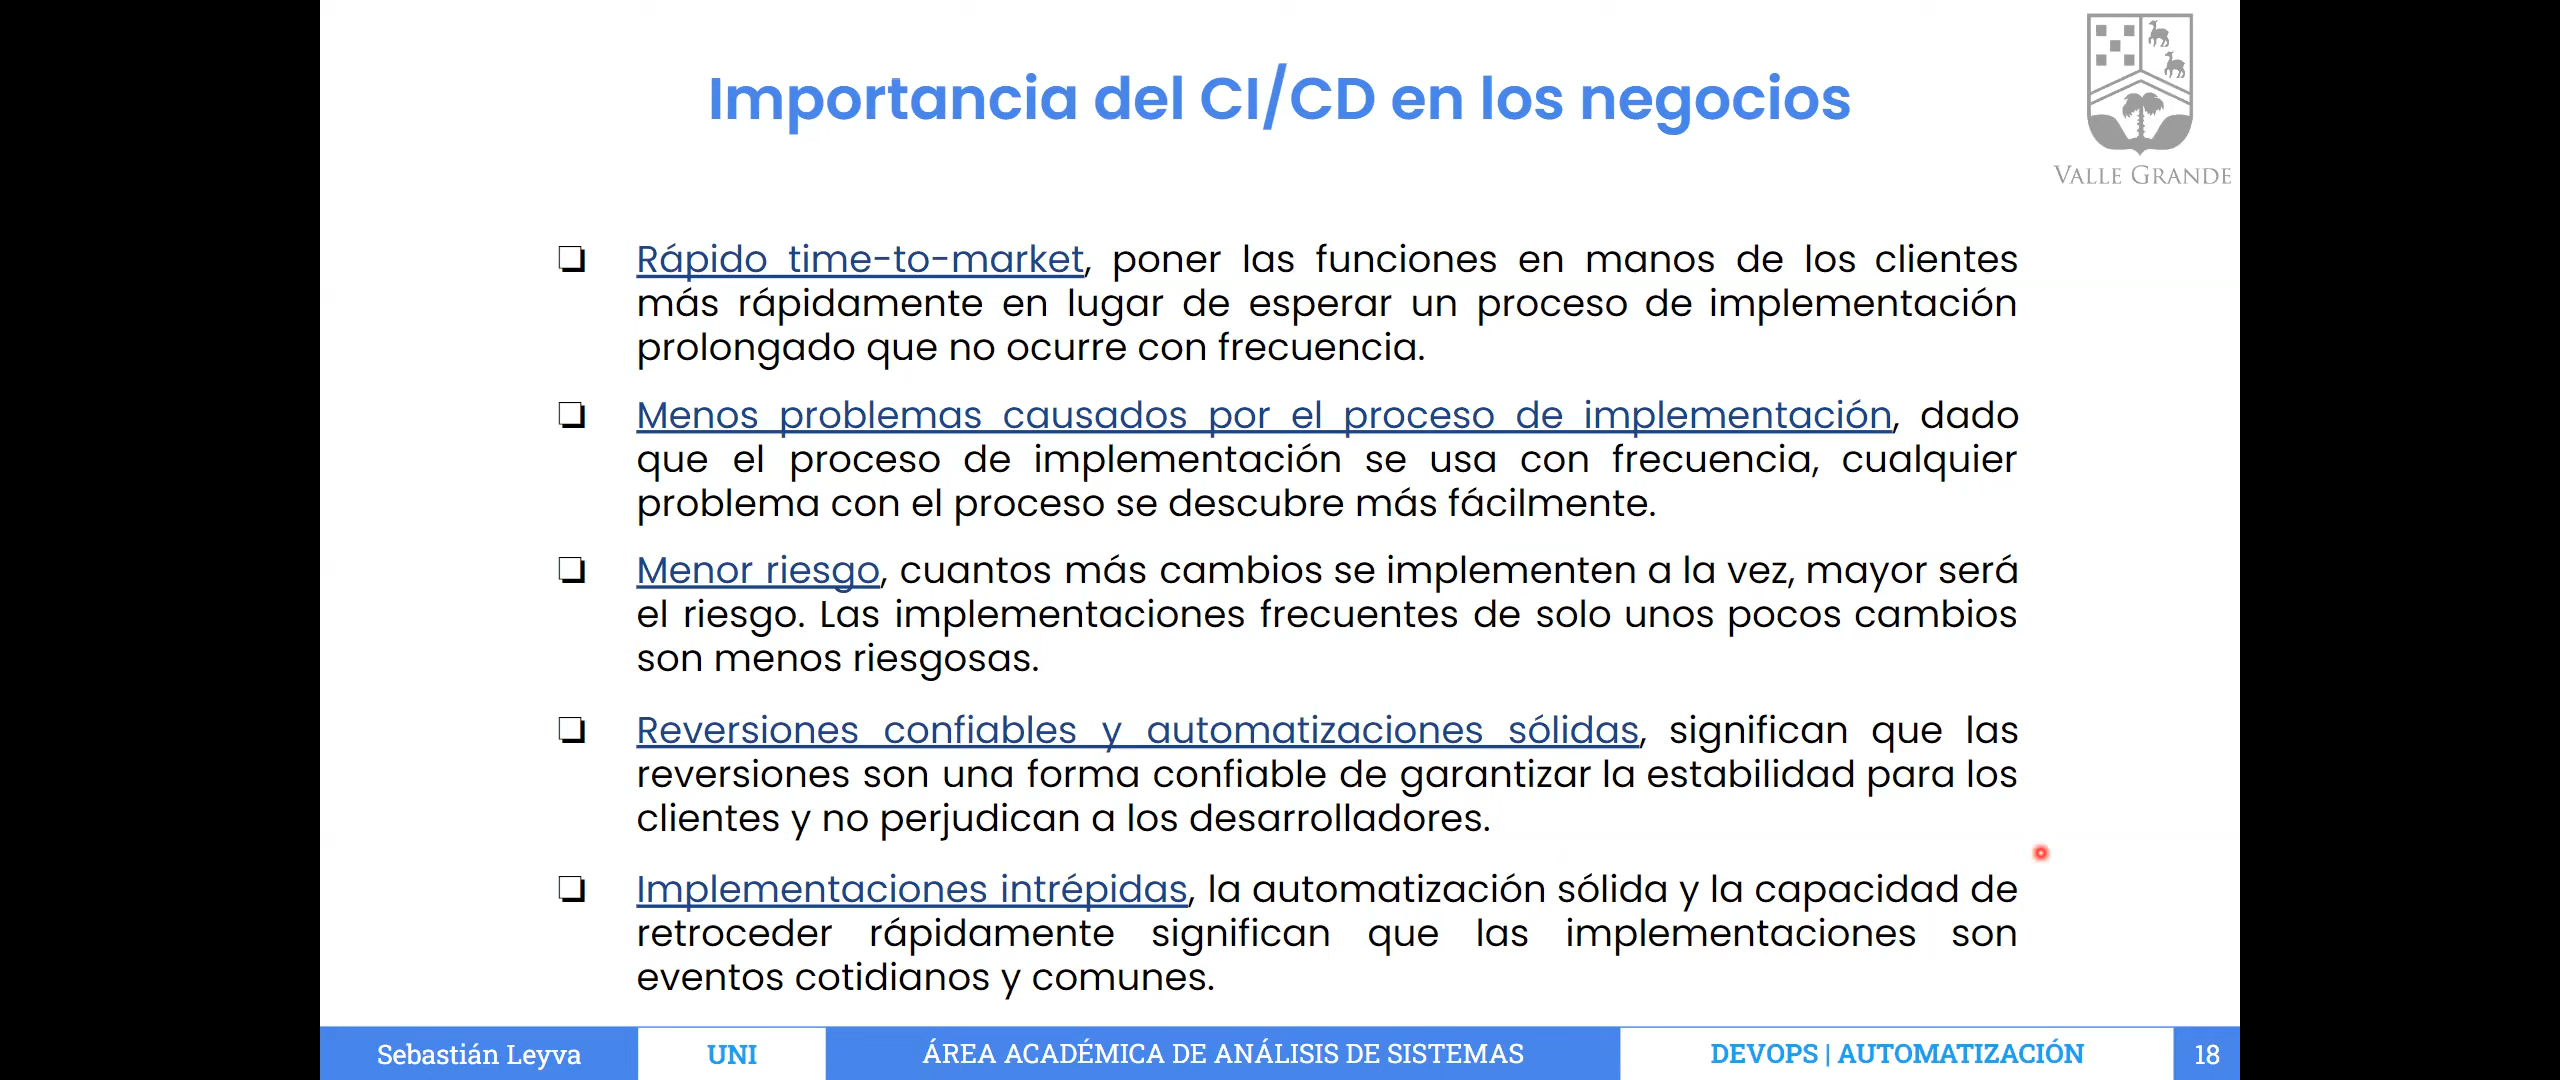 Importancia del CI/CD en los negocios
VALLE GRANDE
❏ Rápido time-to-market, poner las funciones en manos de los clientes
más rápidamente en lugar de esperar un proceso de implementación
prolongado que no ocurre con frecuencia.
❏ Menos problemas causados por el proceso de implementación, dado
que el proceso de implementación se usa con frecuencia, cualquier
problema con el proceso se descubre más fácilmente.
❏ Menor riesgo, cuantos más cambios se implementen a la vez, mayor será
el riesgo. Las implementaciones frecuentes de solo unos pocos cambios
son menos riesgosas.
❏ Reversiones confiables y automatizaciones sólidas, significan que las
reversiones son una forma confiable de garantizar la estabilidad para los
clientes y no perjudican a los desarrolladores.
❏ Implementaciones intrépidas, la automatización sólida y la capacidad de
retroceder rápidamente significan que las implementaciones son
eventos cotidianos y comunes.
Sebastián Leyva UNI ÁREA ACADÉMICA DE ANÁLISIS DE SISTEMAS DEVOPS | AUTOMATIZACIÓN 18